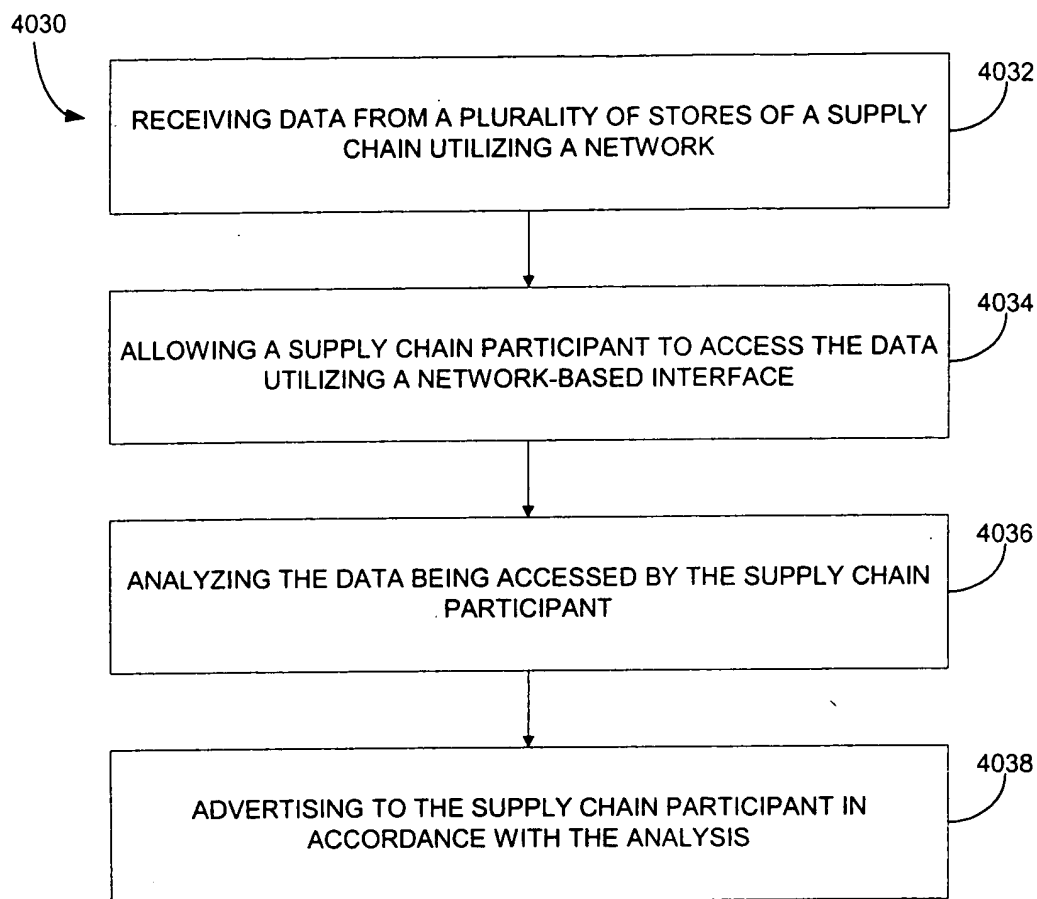 4030
4032
RECEIVING DATA FROM A PLURALITY OF STORES OF A SUPPLY
CHAIN UTILIZING A NETWORK
4034
ALLOWING A SUPPLY CHAIN PARTICIPANT TO ACCESS THE DATA
UTILIZING A NETWORK-BASED INTERFACE
4036
ANALYZING THE DATA BEING ACCESSED BY THE SUPPLY CHAIN
PARTICIPANT
4038
ADVERTISING TO THE SUPPLY CHAIN PARTICIPANT IN
ACCORDANCE WITH THE ANALYSIS